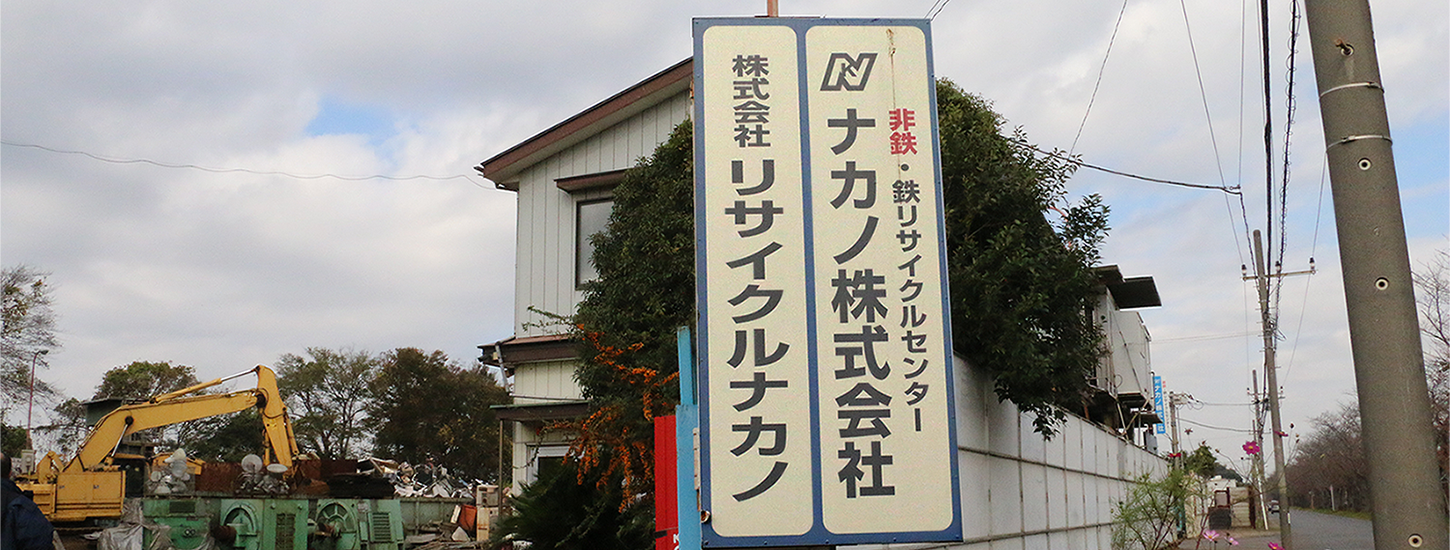 非鉄・鉄リサイクルセンター
ナカノ株式会社
株式会社 リサイクルナカノ